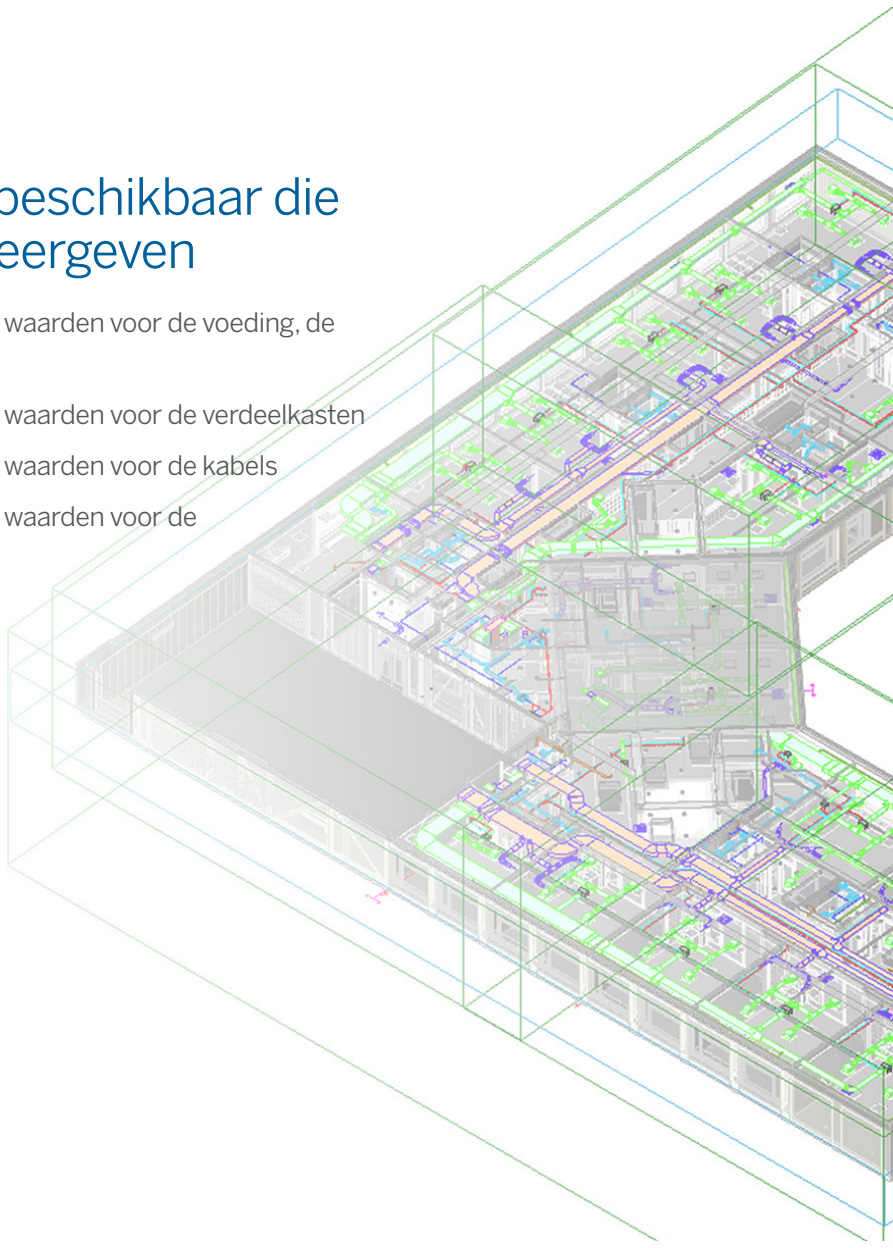 beschikbaar die
eergeven
waarden voor de voeding, de
waarden voor de verdeelkasten
waarden voor de kabels
waarden voor de